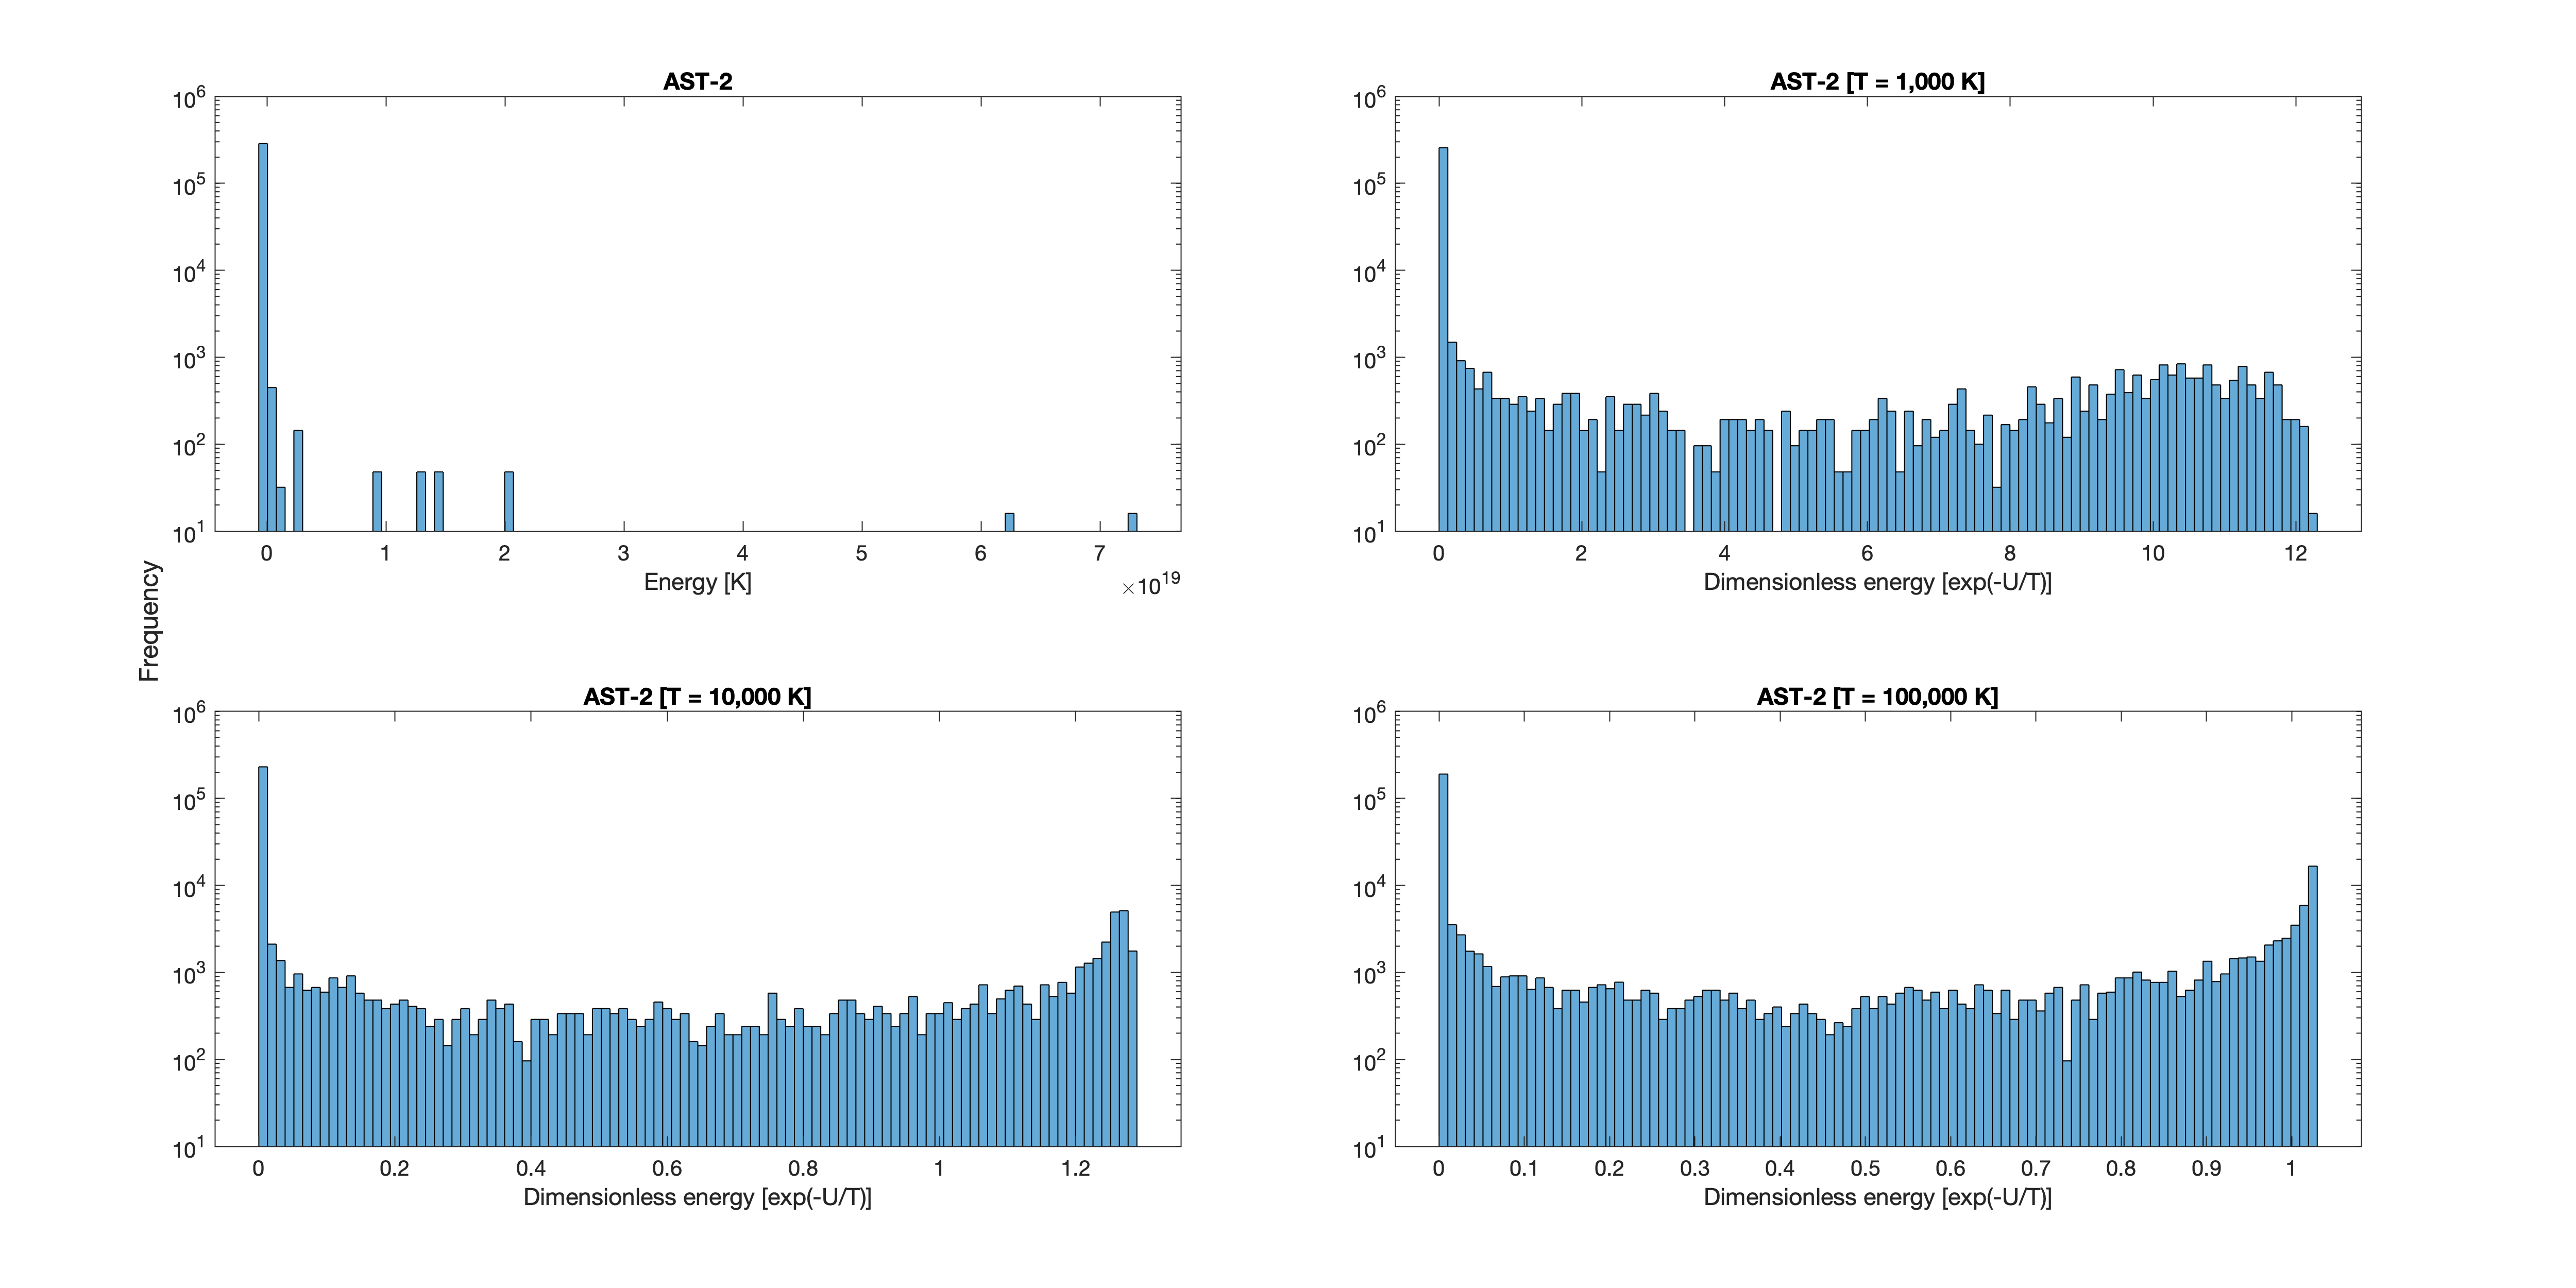 AST-2
10^6
10^5
10^4
10^3
10^2
10^1
0 1 2 3 4 5 6 7
×10^19
Energy [K]
AST-2 [T = 1,000 K]
10^6
10^5
10^4
10^3
10^2
10^1
0 2 4 6 8 10 12
Dimensionless energy [exp(-U/T)]
Frequency
AST-2 [T = 10,000 K]
10^6
10^5
10^4
10^3
10^2
10^1
0 0.2 0.4 0.6 0.8 1 1.2
Dimensionless energy [exp(-U/T)]
AST-2 [T = 100,000 K]
10^6
10^5
10^4
10^3
10^2
10^1
0 0.1 0.2 0.3 0.4 0.5 0.6 0.7 0.8 0.9 1
Dimensionless energy [exp(-U/T)]